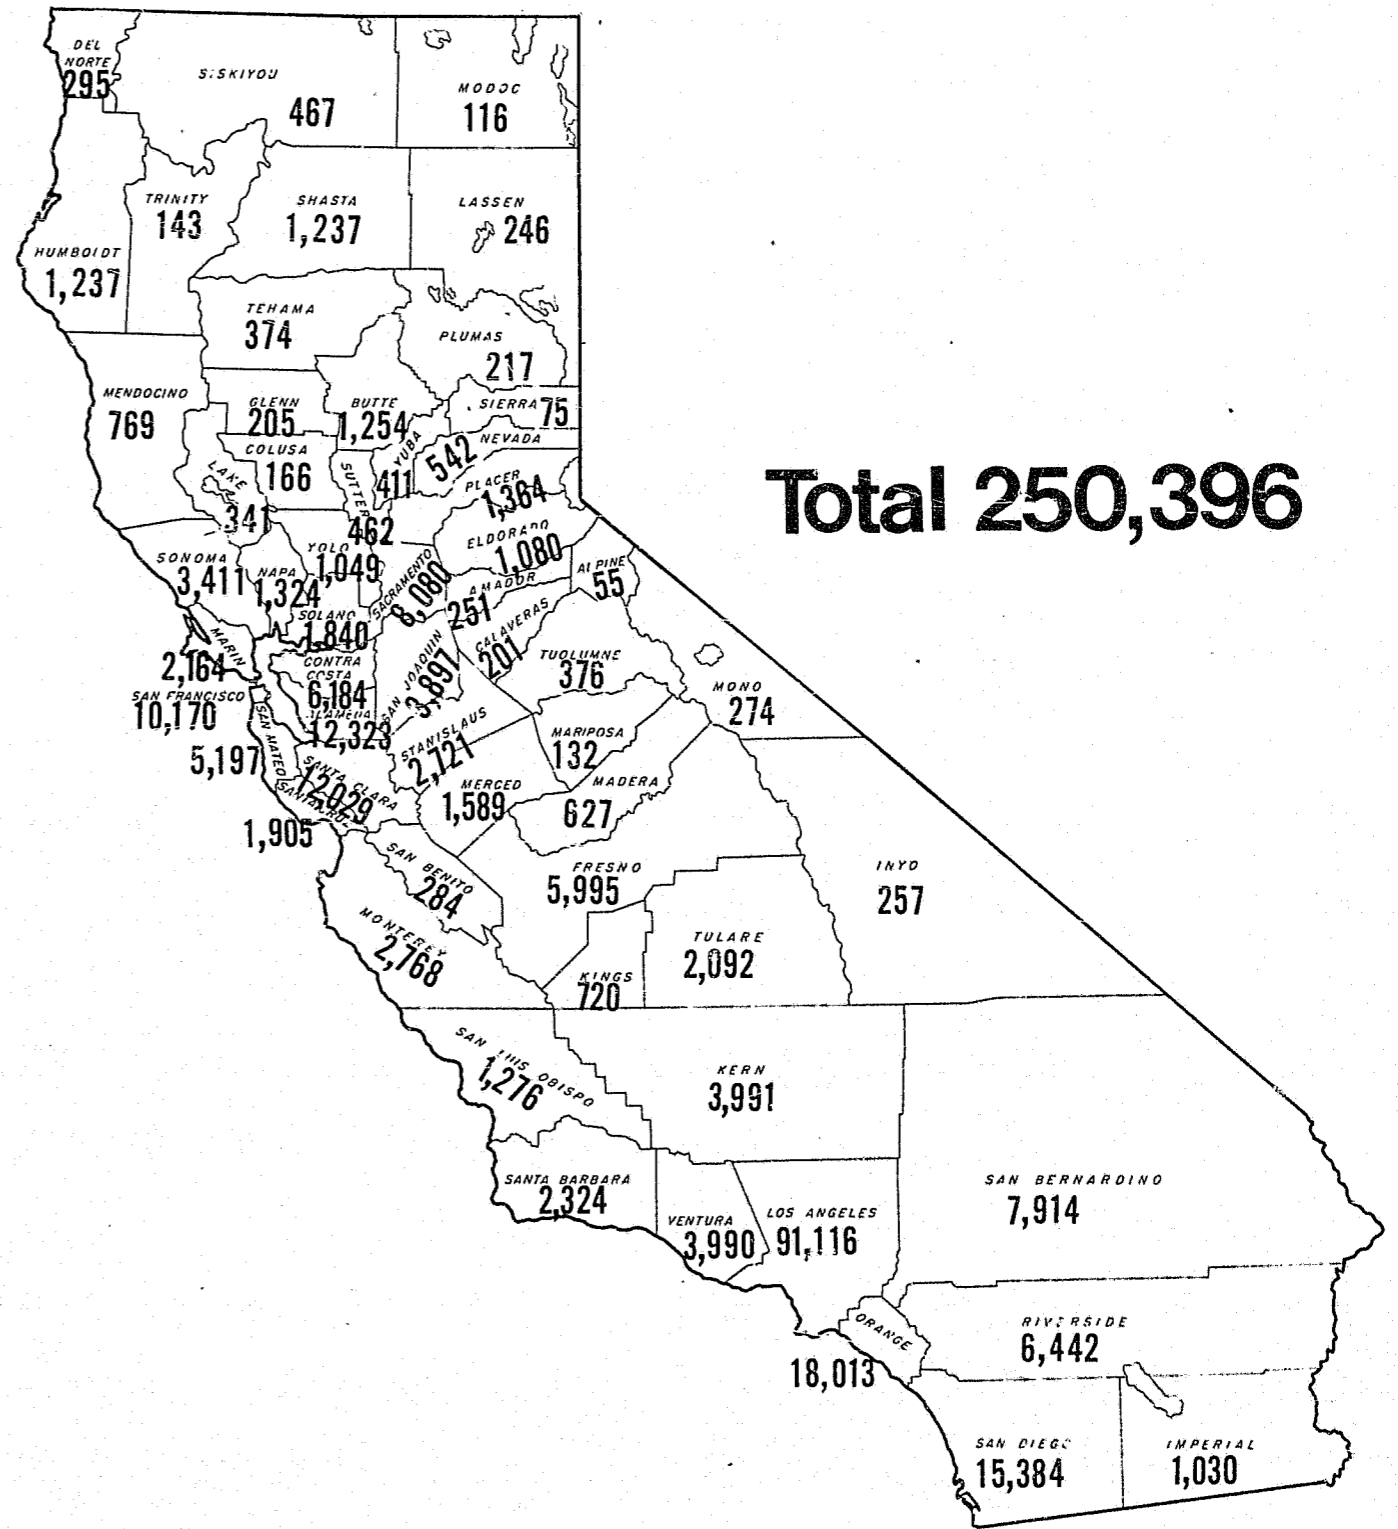 DEL
NORTE
295
SISKIYOU
467
MODOC
116
TRINITY
143
SHASTA
1,237
LASSEN
246
HUMBOLDT
1,237
TEHAMA
374
PLUMAS
217
MENDOCINO
769
GLENN
205
BUTTE
1,254
SIERRA 75
COLUSA
166
LAKE
341
SUTTER
462
YUBA
411
NEVADA
542
PLACER
1,364
Total 250,396
SONOMA
3,411
NAPA
1,324
YOLO
1,049
SACRAMENTO
8,080
ELDORADO
1,080
AMADOR
251
ALPINE
55
SOLANO
1,840
MARIN
2,164
CONTRA
COSTA
6,184
SAN JOAQUIN
3,897
CALAVERAS
201
TUOLUMNE
376
MONO
274
SAN FRANCISCO
10,170
ALAMEDA
12,323
SAN MATEO
5,197
SANTA CLARA
12,029
STANISLAUS
2,721
MARIPOSA
132
MERCED
1,589
MADERA
627
SANTA CRUZ
1,905
SAN BENITO
284
FRESNO
5,995
INYO
257
MONTEREY
2,768
KINGS
720
TULARE
2,092
SAN LUIS OBISPO
1,276
KERN
3,991
SANTA BARBARA
2,324
VENTURA
3,990
LOS ANGELES
91,116
SAN BERNARDINO
7,914
ORANGE
18,013
RIVERSIDE
6,442
SAN DIEGO
15,384
IMPERIAL
1,030